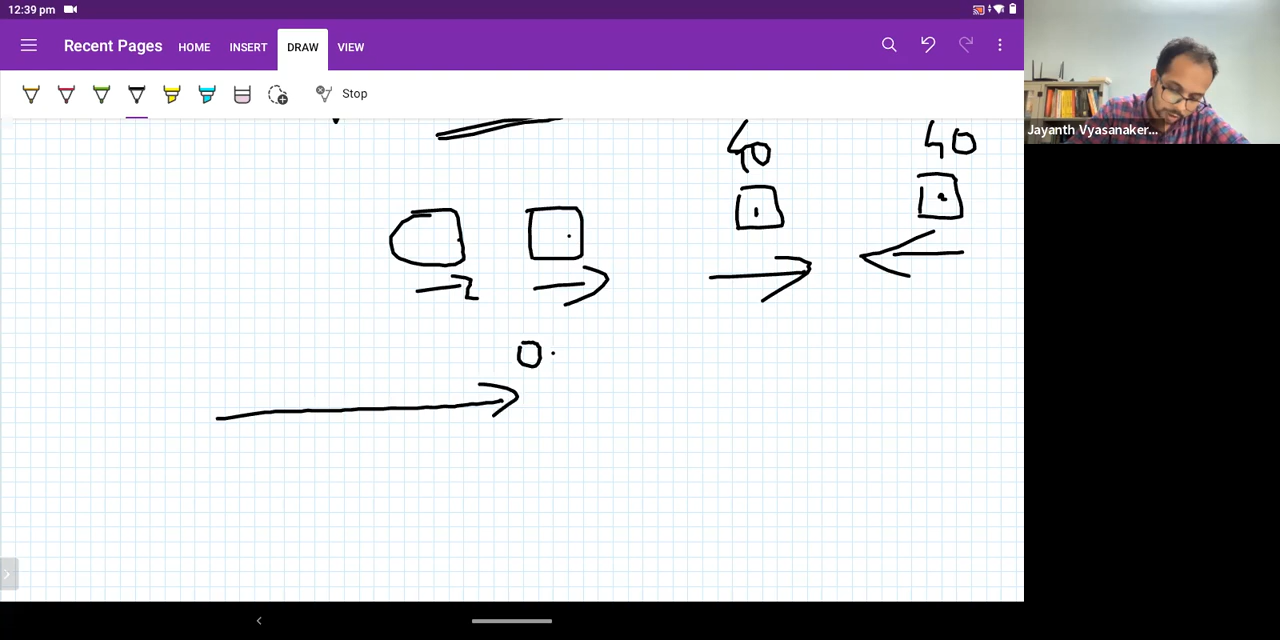 12:39 pm
Recent Pages HOME INSERT DRAW VIEW
Stop
Jayanth Vyasanaker...
40 40
0.